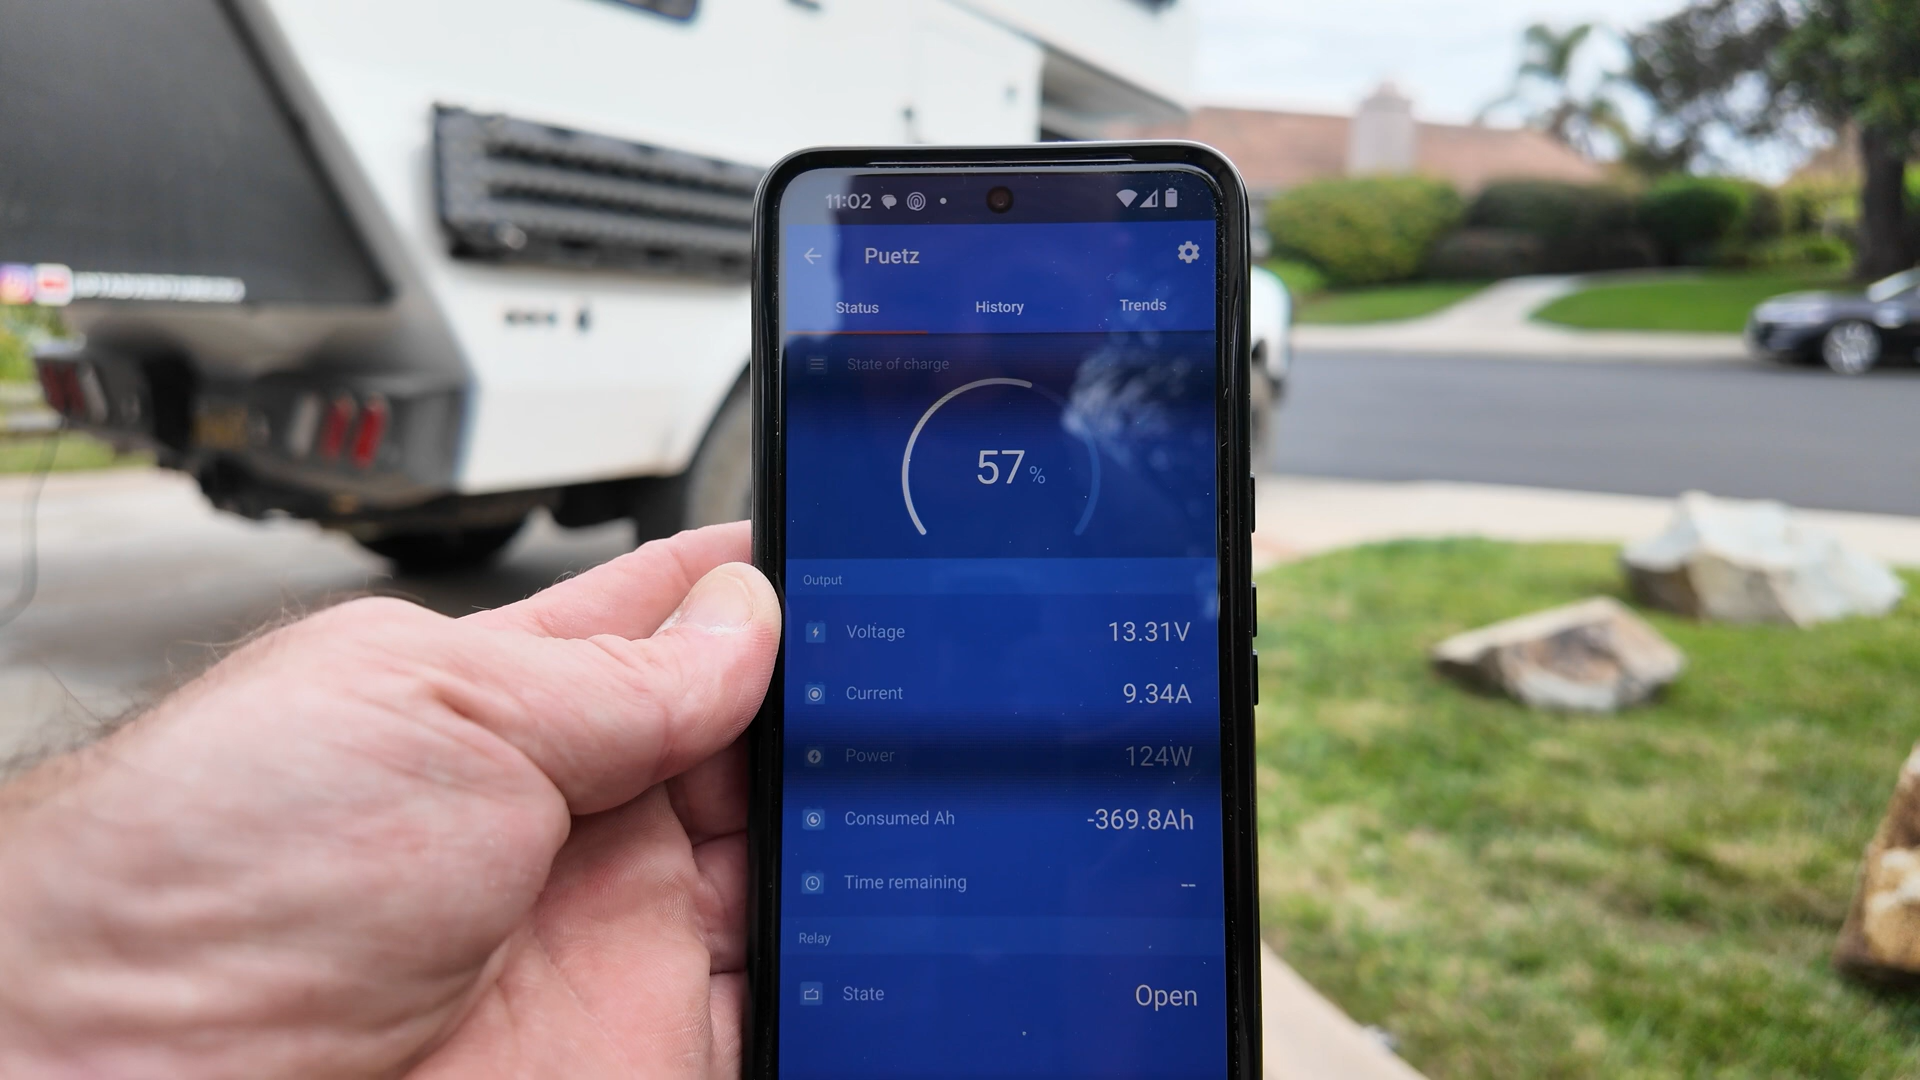 11:02
Puetz
Status History Trends
State of charge
57 %
Output
Voltage 13.31V
Current 9.34A
Power 124W
Consumed Ah -369.8Ah
Time remaining --
Relay
State Open